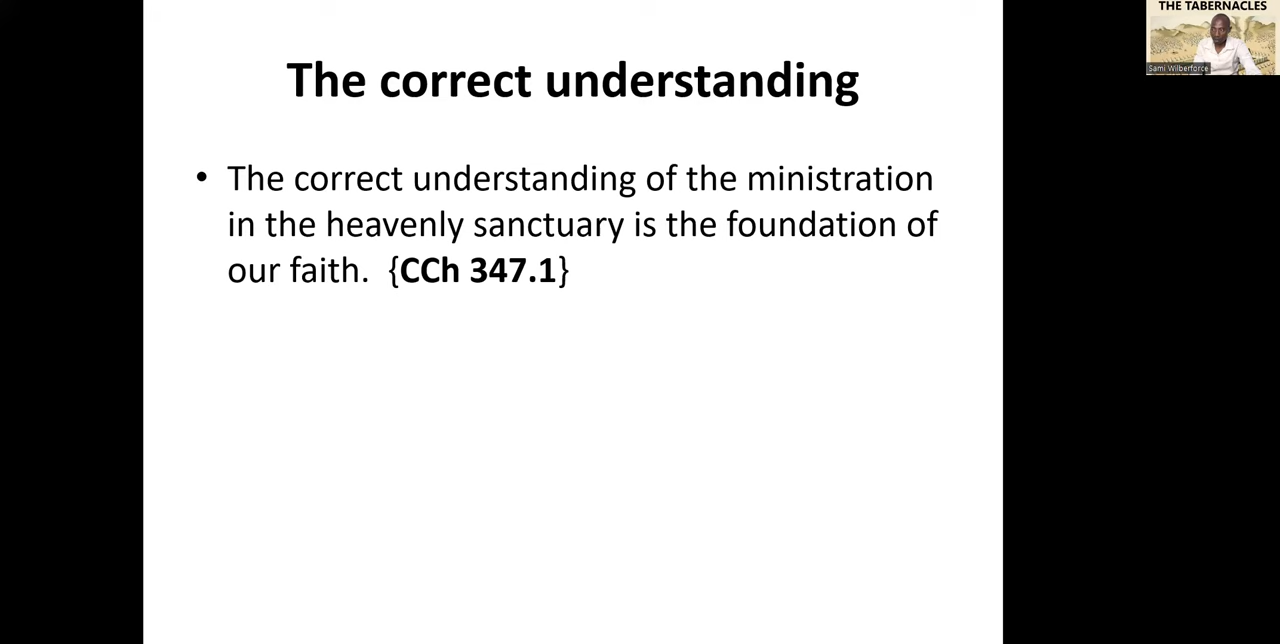 THE TABERNACLES
Sami Wilberforce
The correct understanding
• The correct understanding of the ministration
in the heavenly sanctuary is the foundation of
our faith. {CCh 347.1}